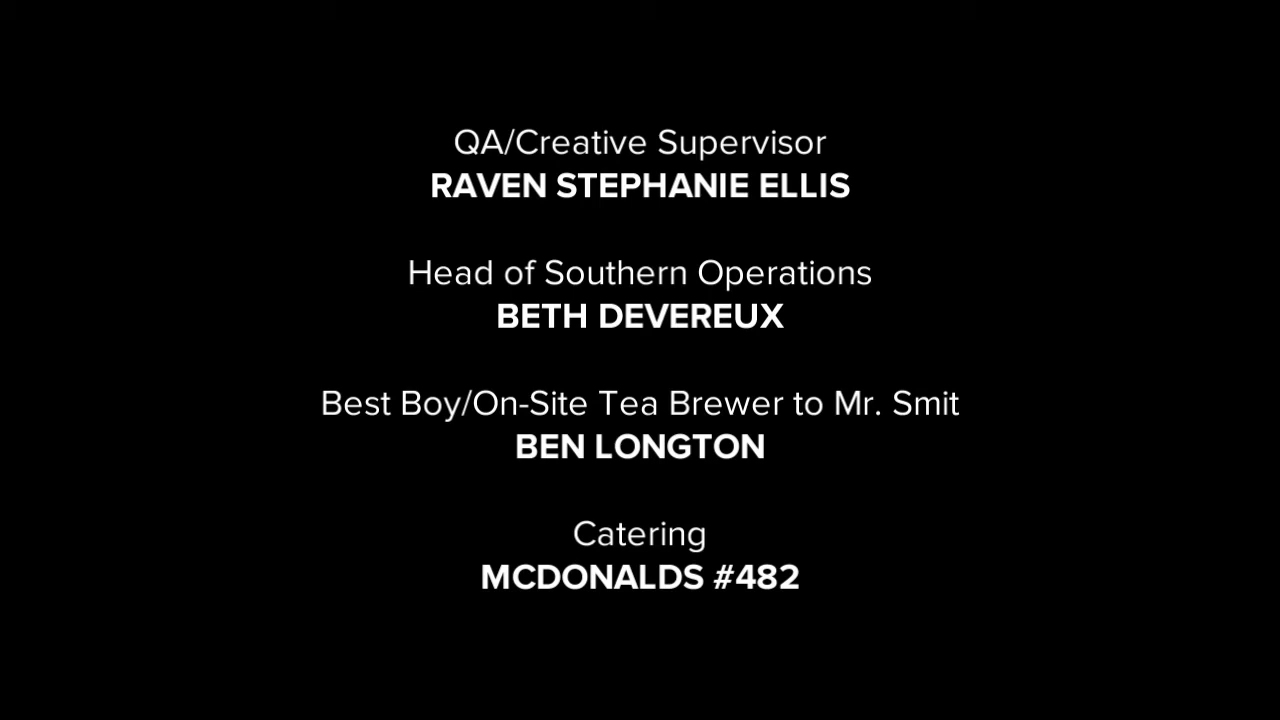 QA/Creative Supervisor
RAVEN STEPHANIE ELLIS
Head of Southern Operations
BETH DEVEREUX
Best Boy/On-Site Tea Brewer to Mr. Smit
BEN LONGTON
Catering
MCDONALDS #482